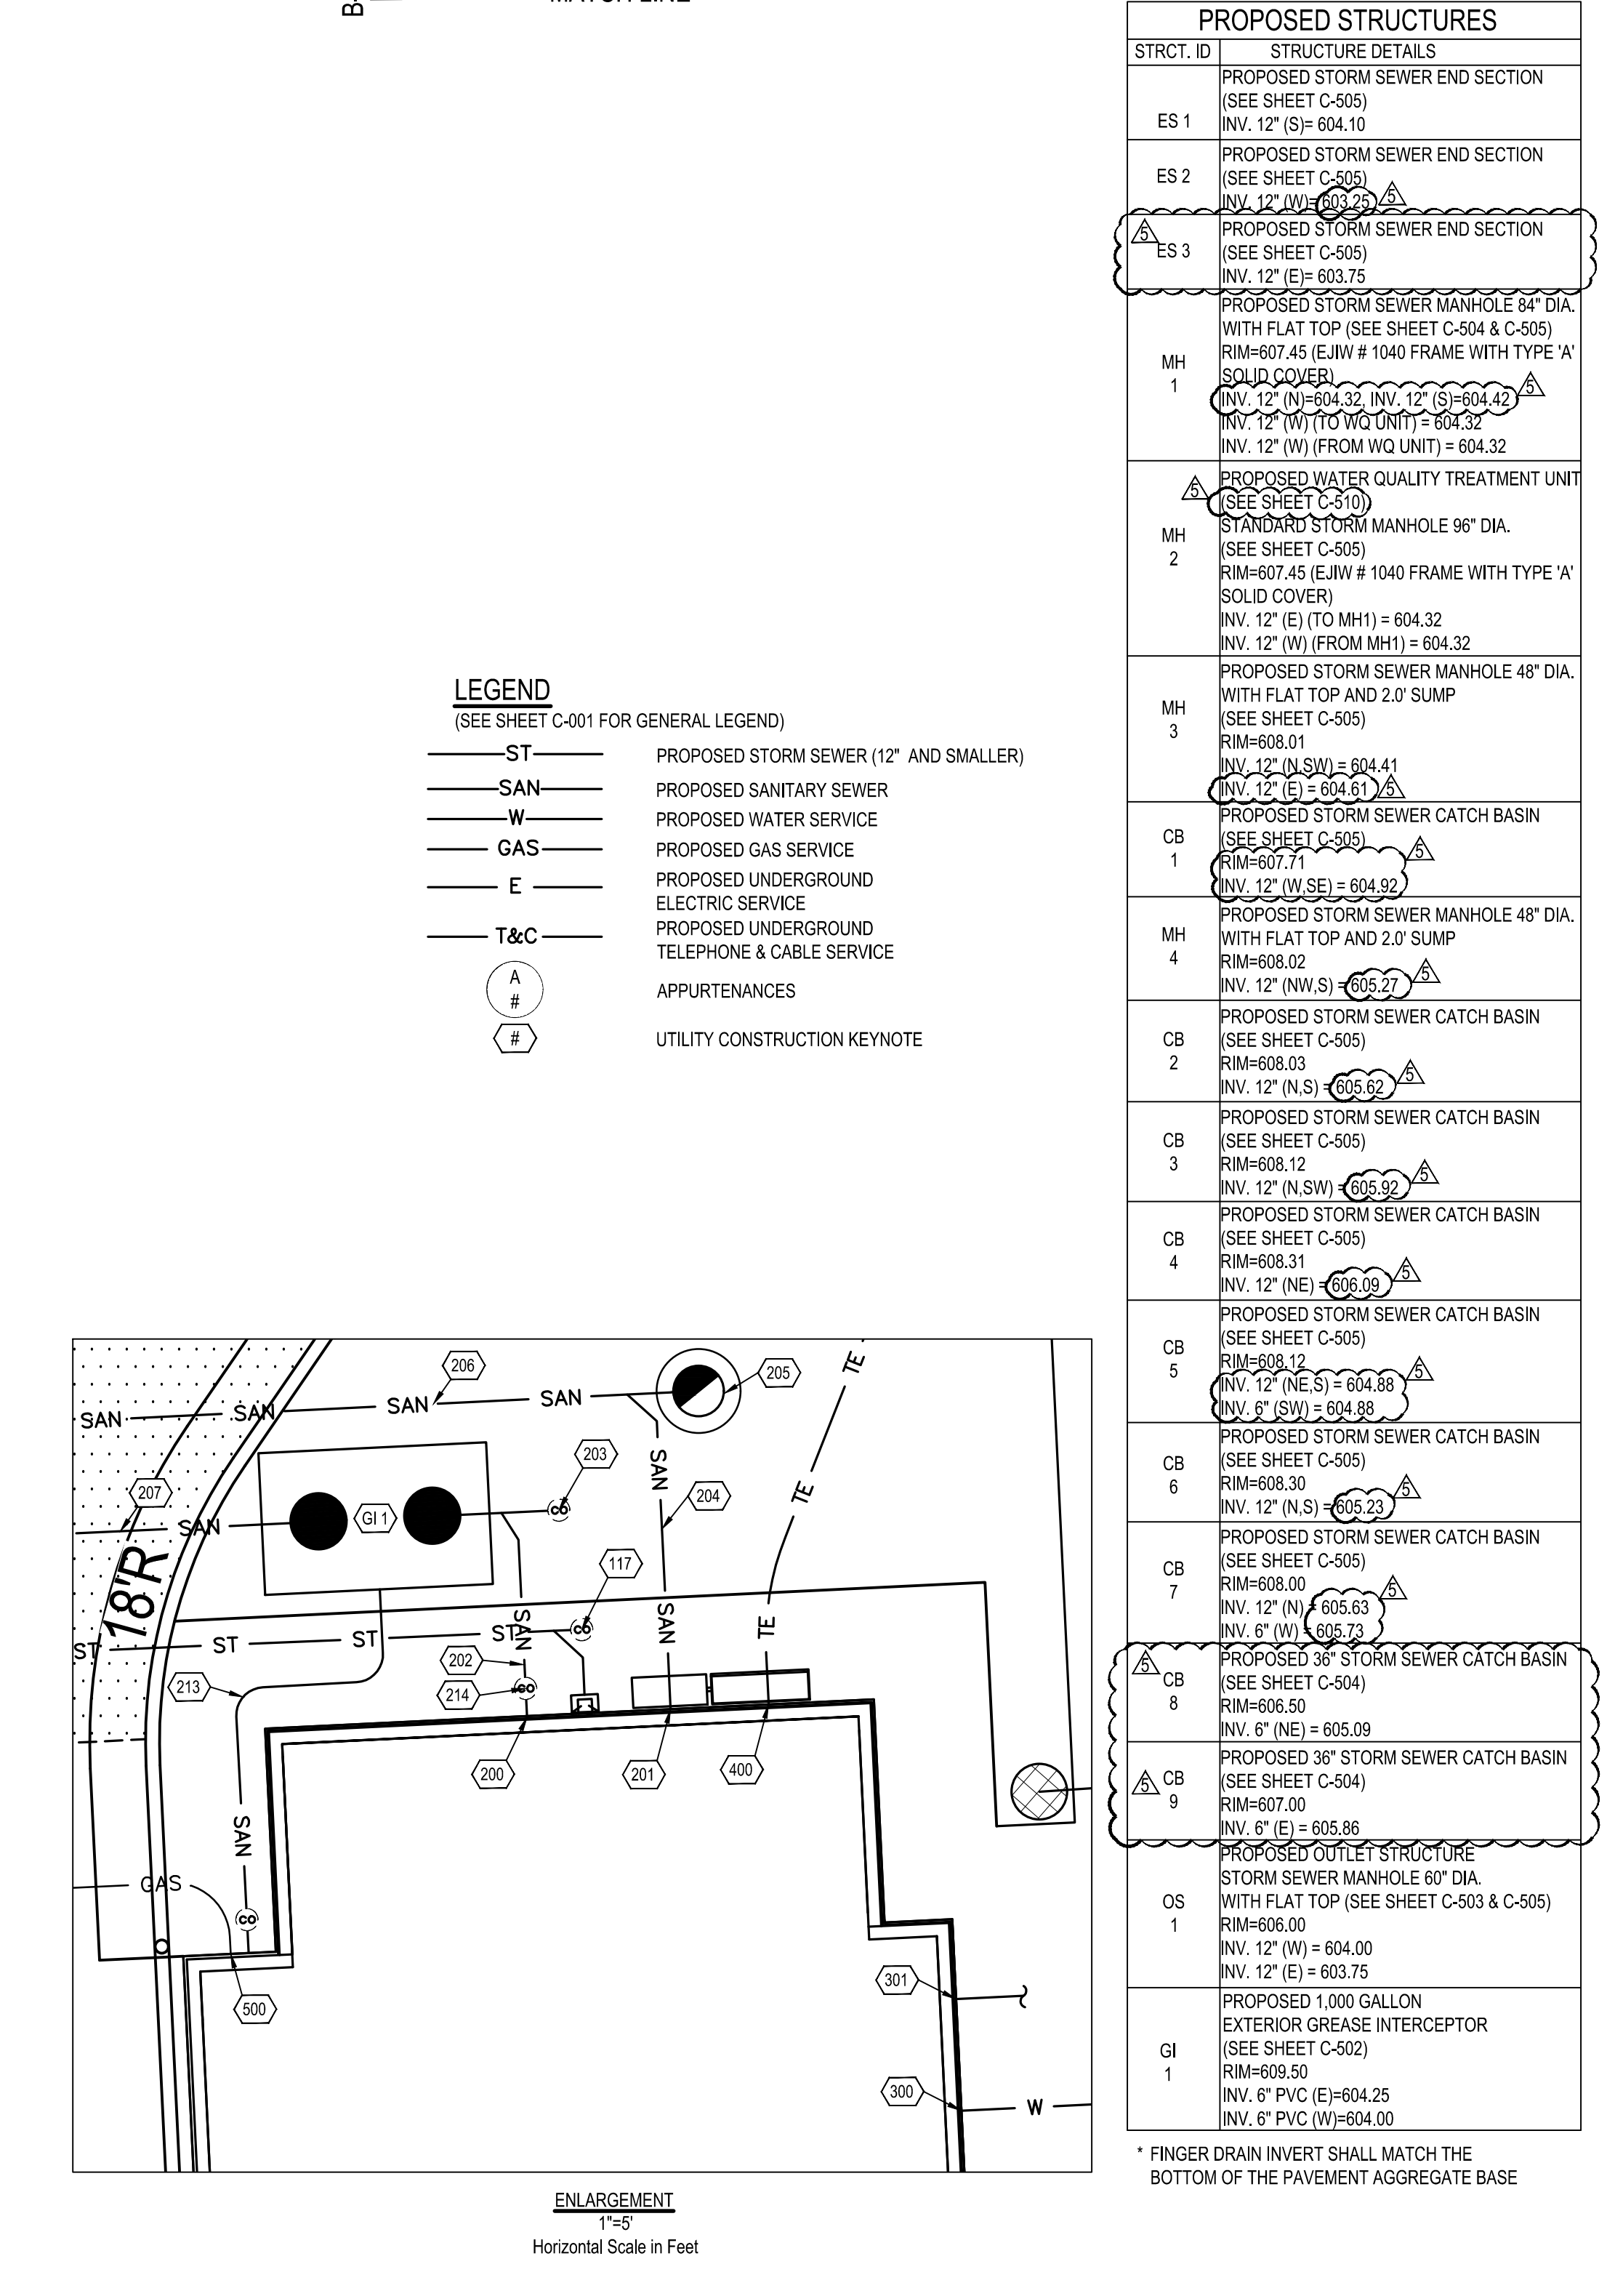 MATCH LINE
B-
PROPOSED STRUCTURES
STRCT. ID STRUCTURE DETAILS
ES 1
PROPOSED STORM SEWER END SECTION
(SEE SHEET C-505)
INV. 12" (S)= 604.10
ES 2
PROPOSED STORM SEWER END SECTION
(SEE SHEET C-505)
INV. 12" (W)= 603.25 5
5
ES 3
PROPOSED STORM SEWER END SECTION
(SEE SHEET C-505)
INV. 12" (E)= 603.75
MH
1
PROPOSED STORM SEWER MANHOLE 84" DIA.
WITH FLAT TOP (SEE SHEET C-504 & C-505)
RIM=607.45 (EJIW # 1040 FRAME WITH TYPE 'A'
SOLID COVER)
INV. 12" (N)=604.32, INV. 12" (S)=604.42 5
INV. 12" (W) (TO WQ UNIT) = 604.32
INV. 12" (W) (FROM WQ UNIT) = 604.32
MH
2
5
PROPOSED WATER QUALITY TREATMENT UNIT
(SEE SHEET C-510)
STANDARD STORM MANHOLE 96" DIA.
(SEE SHEET C-505)
RIM=607.45 (EJIW # 1040 FRAME WITH TYPE 'A'
SOLID COVER)
INV. 12" (E) (TO MH1) = 604.32
INV. 12" (W) (FROM MH1) = 604.32
MH
3
PROPOSED STORM SEWER MANHOLE 48" DIA.
WITH FLAT TOP AND 2.0' SUMP
(SEE SHEET C-505)
RIM=608.01
INV. 12" (N,SW) = 604.41
INV. 12" (E) = 604.61 5
CB
1
PROPOSED STORM SEWER CATCH BASIN
(SEE SHEET C-505)
RIM=607.71 5
INV. 12" (W,SE) = 604.92
MH
4
PROPOSED STORM SEWER MANHOLE 48" DIA.
WITH FLAT TOP AND 2.0' SUMP
RIM=608.02
INV. 12" (NW,S) = 605.27 5
CB
2
PROPOSED STORM SEWER CATCH BASIN
(SEE SHEET C-505)
RIM=608.03
INV. 12" (N,S) = 605.62 5
CB
3
PROPOSED STORM SEWER CATCH BASIN
(SEE SHEET C-505)
RIM=608.12
INV. 12" (N,SW) = 605.92 5
CB
4
PROPOSED STORM SEWER CATCH BASIN
(SEE SHEET C-505)
RIM=608.31
INV. 12" (NE) = 606.09 5
CB
5
PROPOSED STORM SEWER CATCH BASIN
(SEE SHEET C-505)
RIM=608.12
INV. 12" (NE,S) = 604.88 5
INV. 6" (SW) = 604.88
CB
6
PROPOSED STORM SEWER CATCH BASIN
(SEE SHEET C-505)
RIM=608.30
INV. 12" (N,S) = 605.23 5
CB
7
PROPOSED STORM SEWER CATCH BASIN
(SEE SHEET C-505)
RIM=608.00
INV. 12" (N) = 605.63 5
INV. 6" (W) = 605.73
5 CB
8
PROPOSED 36" STORM SEWER CATCH BASIN
(SEE SHEET C-504)
RIM=606.50
INV. 6" (NE) = 605.09
5 CB
9
PROPOSED 36" STORM SEWER CATCH BASIN
(SEE SHEET C-504)
RIM=607.00
INV. 6" (E) = 605.86
OS
1
PROPOSED OUTLET STRUCTURE
STORM SEWER MANHOLE 60" DIA.
WITH FLAT TOP (SEE SHEET C-503 & C-505)
RIM=606.00
INV. 12" (W) = 604.00
INV. 12" (E) = 603.75
GI
1
PROPOSED 1,000 GALLON
EXTERIOR GREASE INTERCEPTOR
(SEE SHEET C-502)
RIM=609.50
INV. 6" PVC (E)=604.25
INV. 6" PVC (W)=604.00
* FINGER DRAIN INVERT SHALL MATCH THE
BOTTOM OF THE PAVEMENT AGGREGATE BASE
LEGEND
(SEE SHEET C-001 FOR GENERAL LEGEND)
ST PROPOSED STORM SEWER (12" AND SMALLER)
SAN PROPOSED SANITARY SEWER
W PROPOSED WATER SERVICE
GAS PROPOSED GAS SERVICE
E PROPOSED UNDERGROUND
ELECTRIC SERVICE
T&C PROPOSED UNDERGROUND
TELEPHONE & CABLE SERVICE
A
# APPURTENANCES
# UTILITY CONSTRUCTION KEYNOTE
206
205
TE
SAN SAN SAN SAN
203
SAN
204
TE
207
SAN
GI 1
CO
117
18'R
ST ST ST ST
SAN
CO
SAN
TE
202
213
214
CO
200
201
400
SAN
GAS
CO
500
301
300
W
ENLARGEMENT
1"=5'
Horizontal Scale in Feet